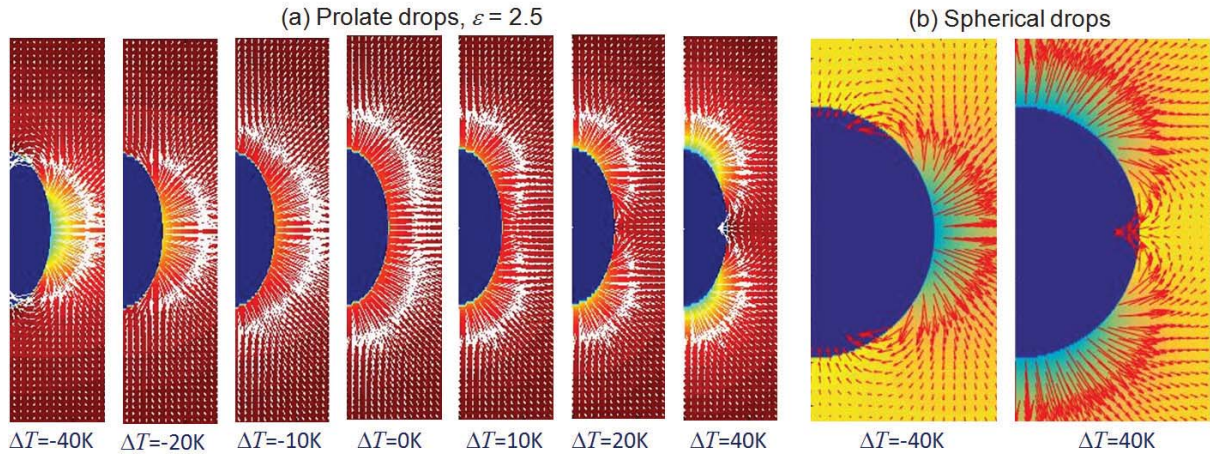 (a) Prolate drops, ε = 2.5
(b) Spherical drops
ΔT=-40K
ΔT=-20K
ΔT=-10K
ΔT=0K
ΔT=10K
ΔT=20K
ΔT=40K
ΔT=-40K
ΔT=40K